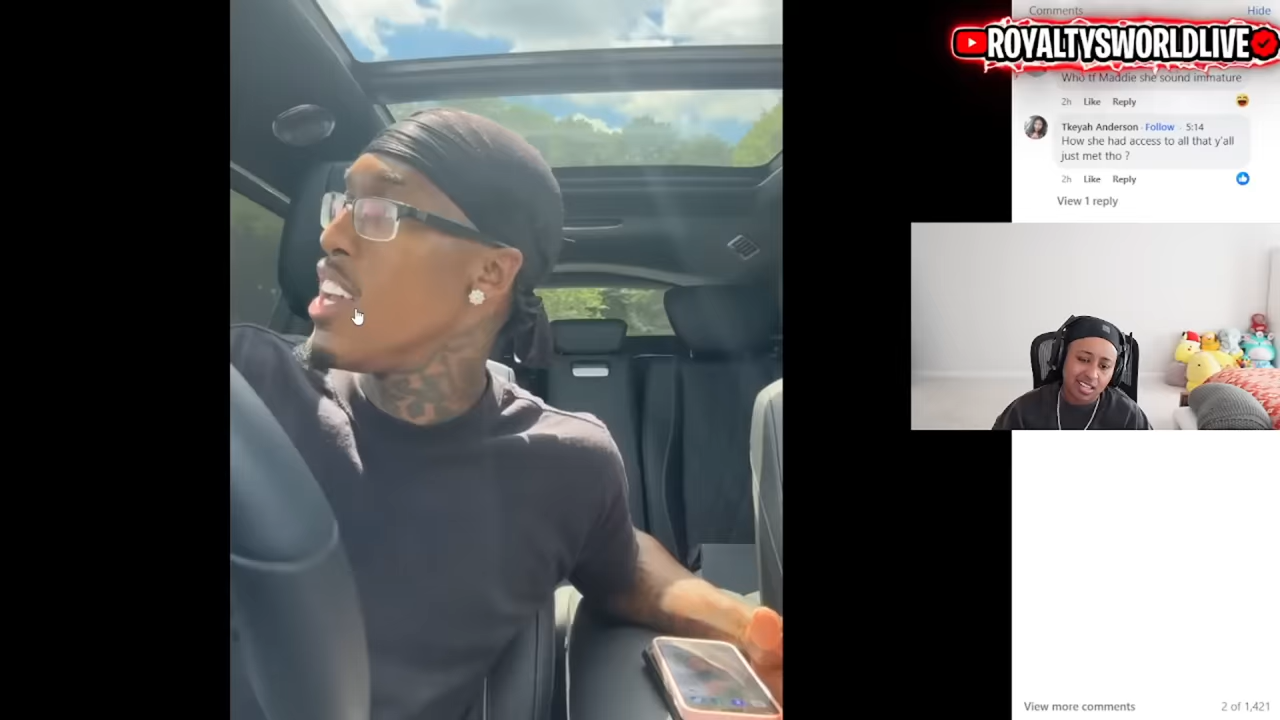 Comments
Hide
ROYALTYSWORLDLIVE
Who tf Maddie she sound immature
2h Like Reply
Tkeyah Anderson · Follow · 5:14
How she had access to all that y'all
just met tho ?
2h Like Reply
View 1 reply
View more comments
2 of 1,421